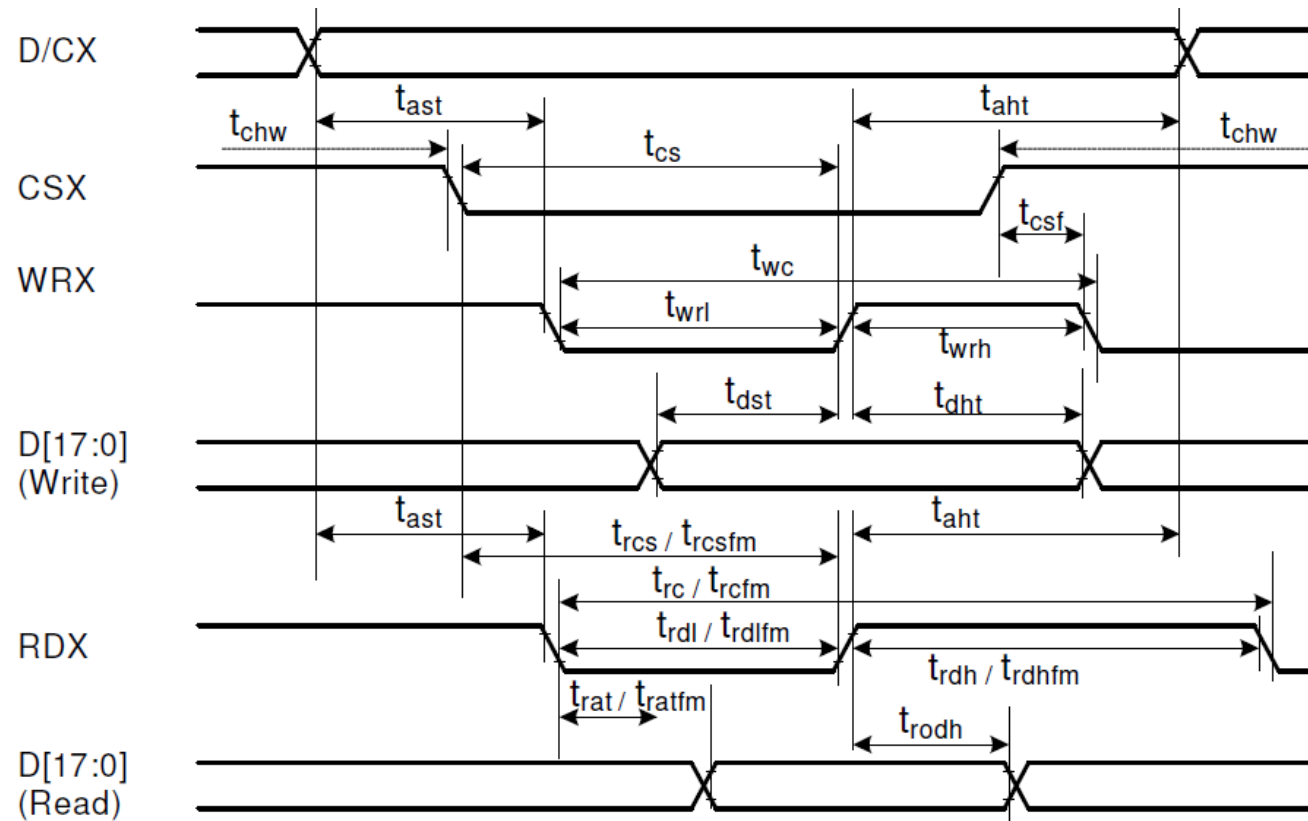 D/CX
t_ast
t_aht
t_chw
t_chw
t_cs
CSX
t_csf
WRX
t_wc
t_wrl
t_wrh
t_dst
t_dht
D[17:0]
(Write)
t_ast
t_aht
t_rcs / t_rcsfm
t_rc / t_rcfm
t_rdl / t_rdlfm
RDX
t_rdh / t_rdhfm
t_rat / t_ratfm
t_rodh
D[17:0]
(Read)